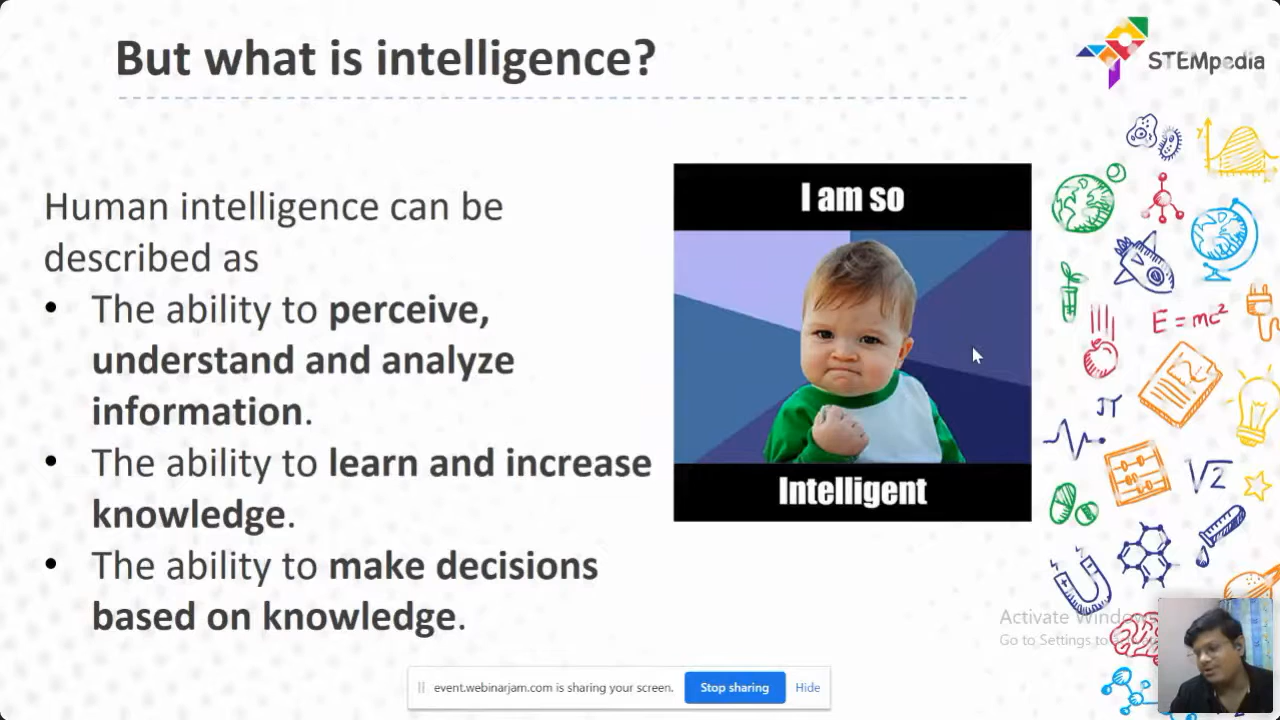 But what is intelligence?
STEMpedia
Human intelligence can be
described as
• The ability to perceive,
understand and analyze
information.
• The ability to learn and increase
knowledge.
• The ability to make decisions
based on knowledge.
I am so
Intelligent
E = mc²
π
√2
y
x
Activate Windo
Go to Settings to
event.webinarjam.com is sharing your screen.
Stop sharing
Hide